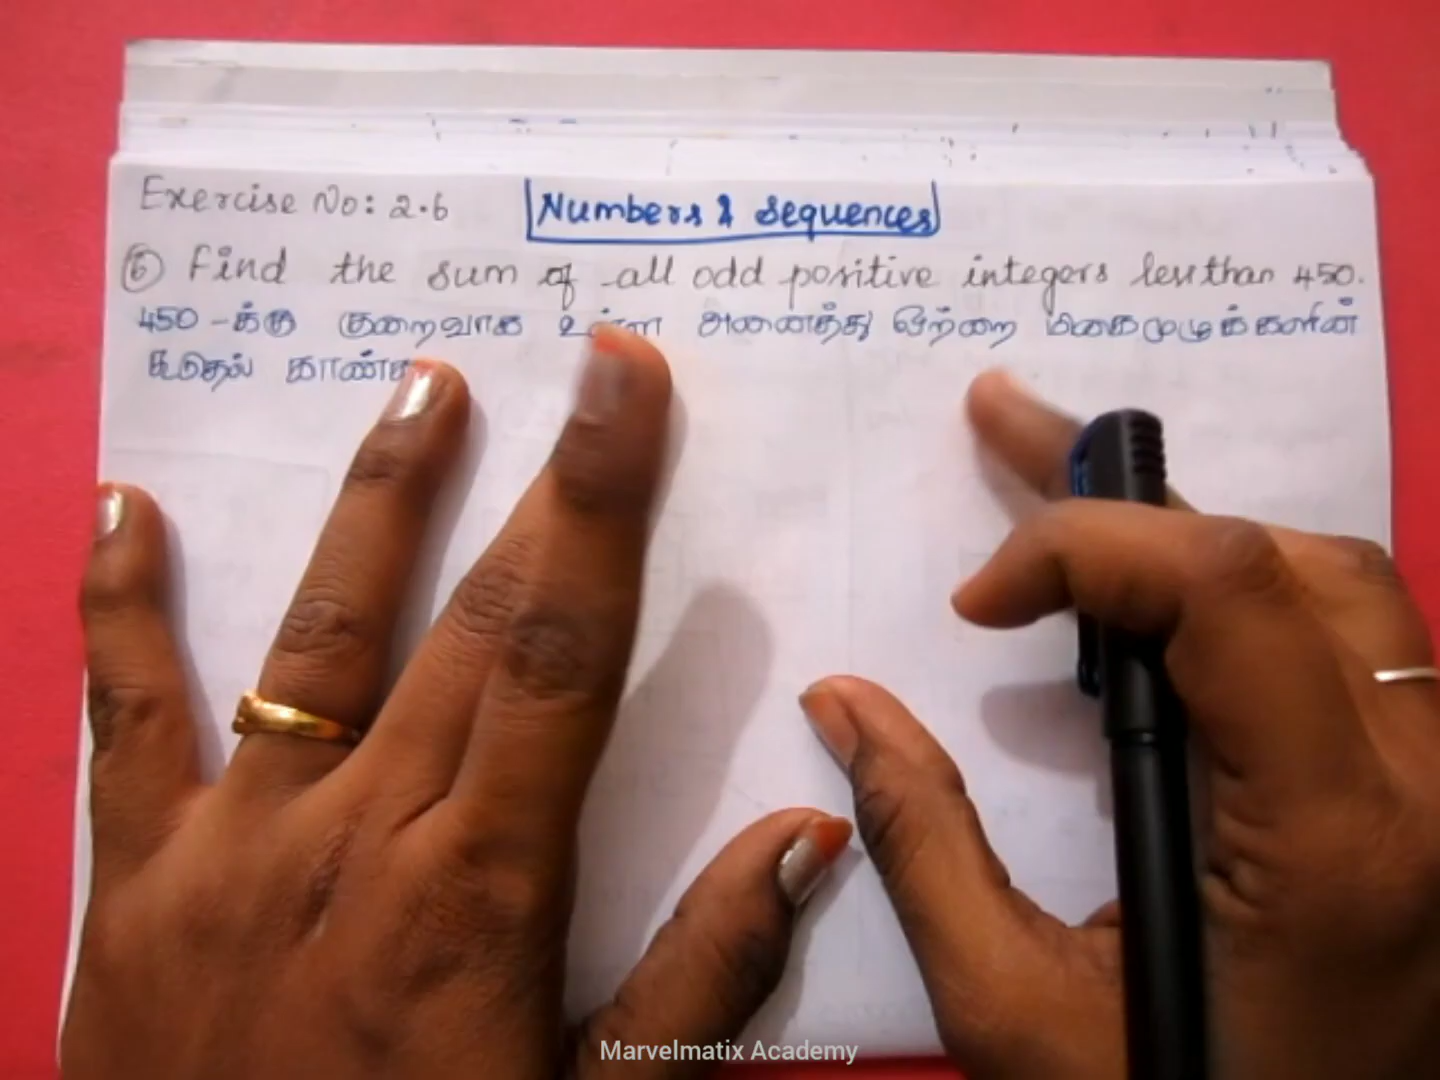 Exercise No: 2.6
Numbers & Sequences
⑥ Find the sum of all odd positive integers less than 450.
450 -க்கு குறைவாக உள்ள அனைத்து ஒற்றை மிகை முழுக்களின்
கூடுதல் காண்க
Marvelmatix Academy